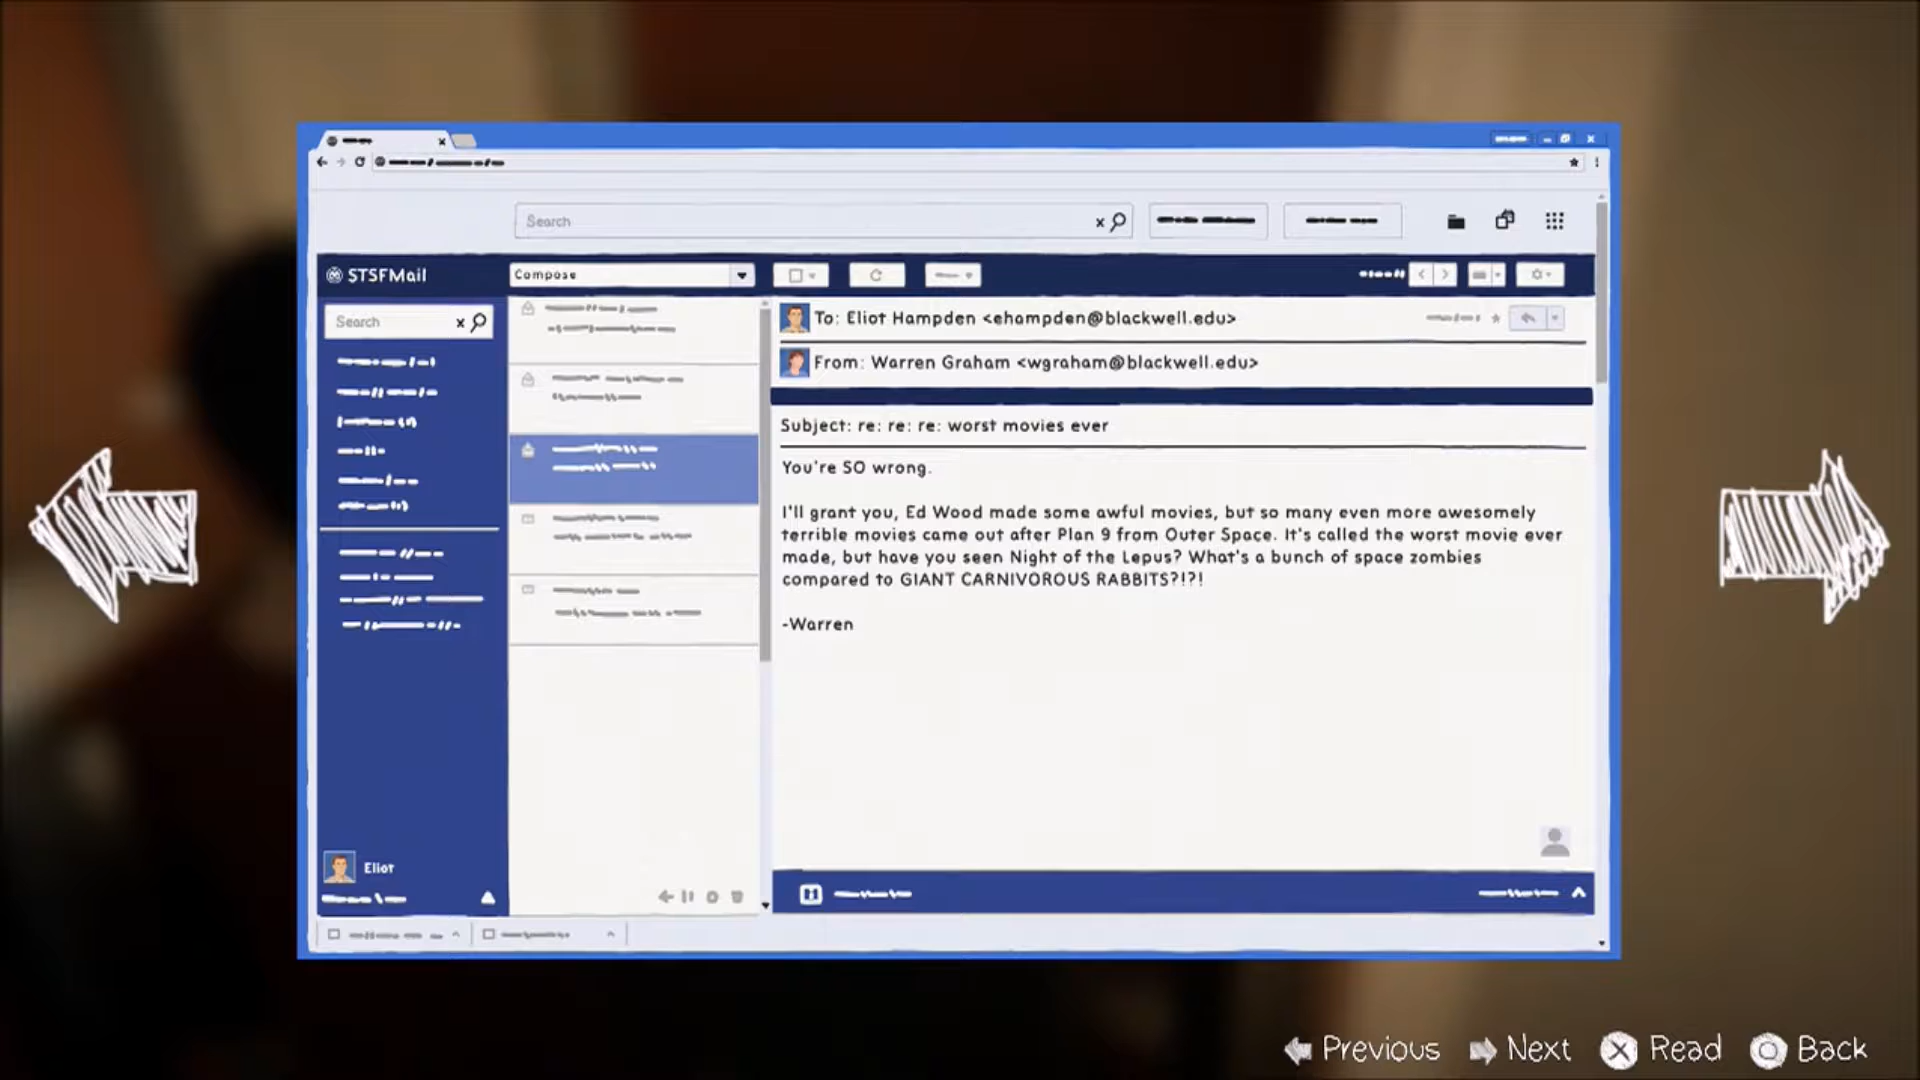 Search
STSFMail
Compose
Search
To: Eliot Hampden <ehampden@blackwell.edu>
From: Warren Graham <wgraham@blackwell.edu>
Subject: re: re: re: worst movies ever
You're SO wrong.
I'll grant you, Ed Wood made some awful movies, but so many even more awesomely
terrible movies came out after Plan 9 from Outer Space. It's called the worst movie ever
made, but have you seen Night of the Lepus? What's a bunch of space zombies
compared to GIANT CARNIVOROUS RABBITS?!?!
-Warren
Eliot
Previous Next Read Back